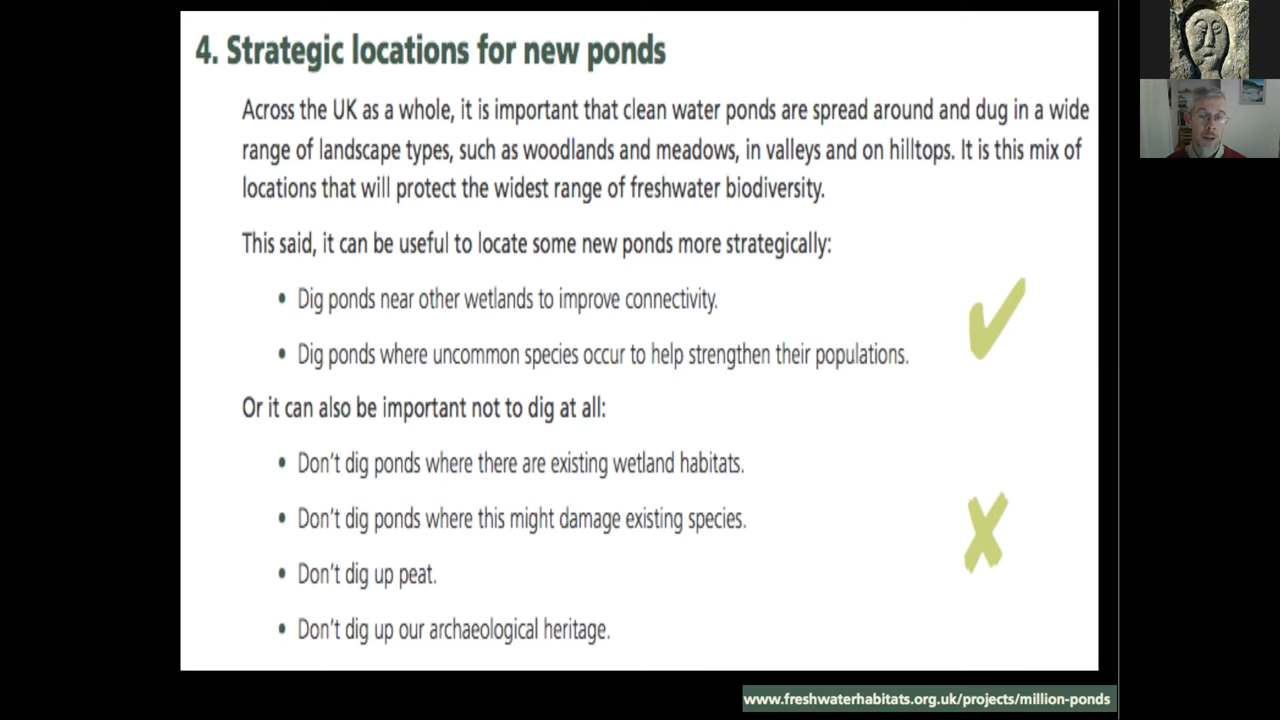 4. Strategic locations for new ponds
Across the UK as a whole, it is important that clean water ponds are spread around and dug in a wide
range of landscape types, such as woodlands and meadows, in valleys and on hilltops. It is this mix of
locations that will protect the widest range of freshwater biodiversity.
This said, it can be useful to locate some new ponds more strategically:
• Dig ponds near other wetlands to improve connectivity.
• Dig ponds where uncommon species occur to help strengthen their populations.
Or it can also be important not to dig at all:
• Don't dig ponds where there are existing wetland habitats.
• Don't dig ponds where this might damage existing species.
• Don't dig up peat.
• Don't dig up our archaeological heritage.
www.freshwaterhabitats.org.uk/projects/million-ponds